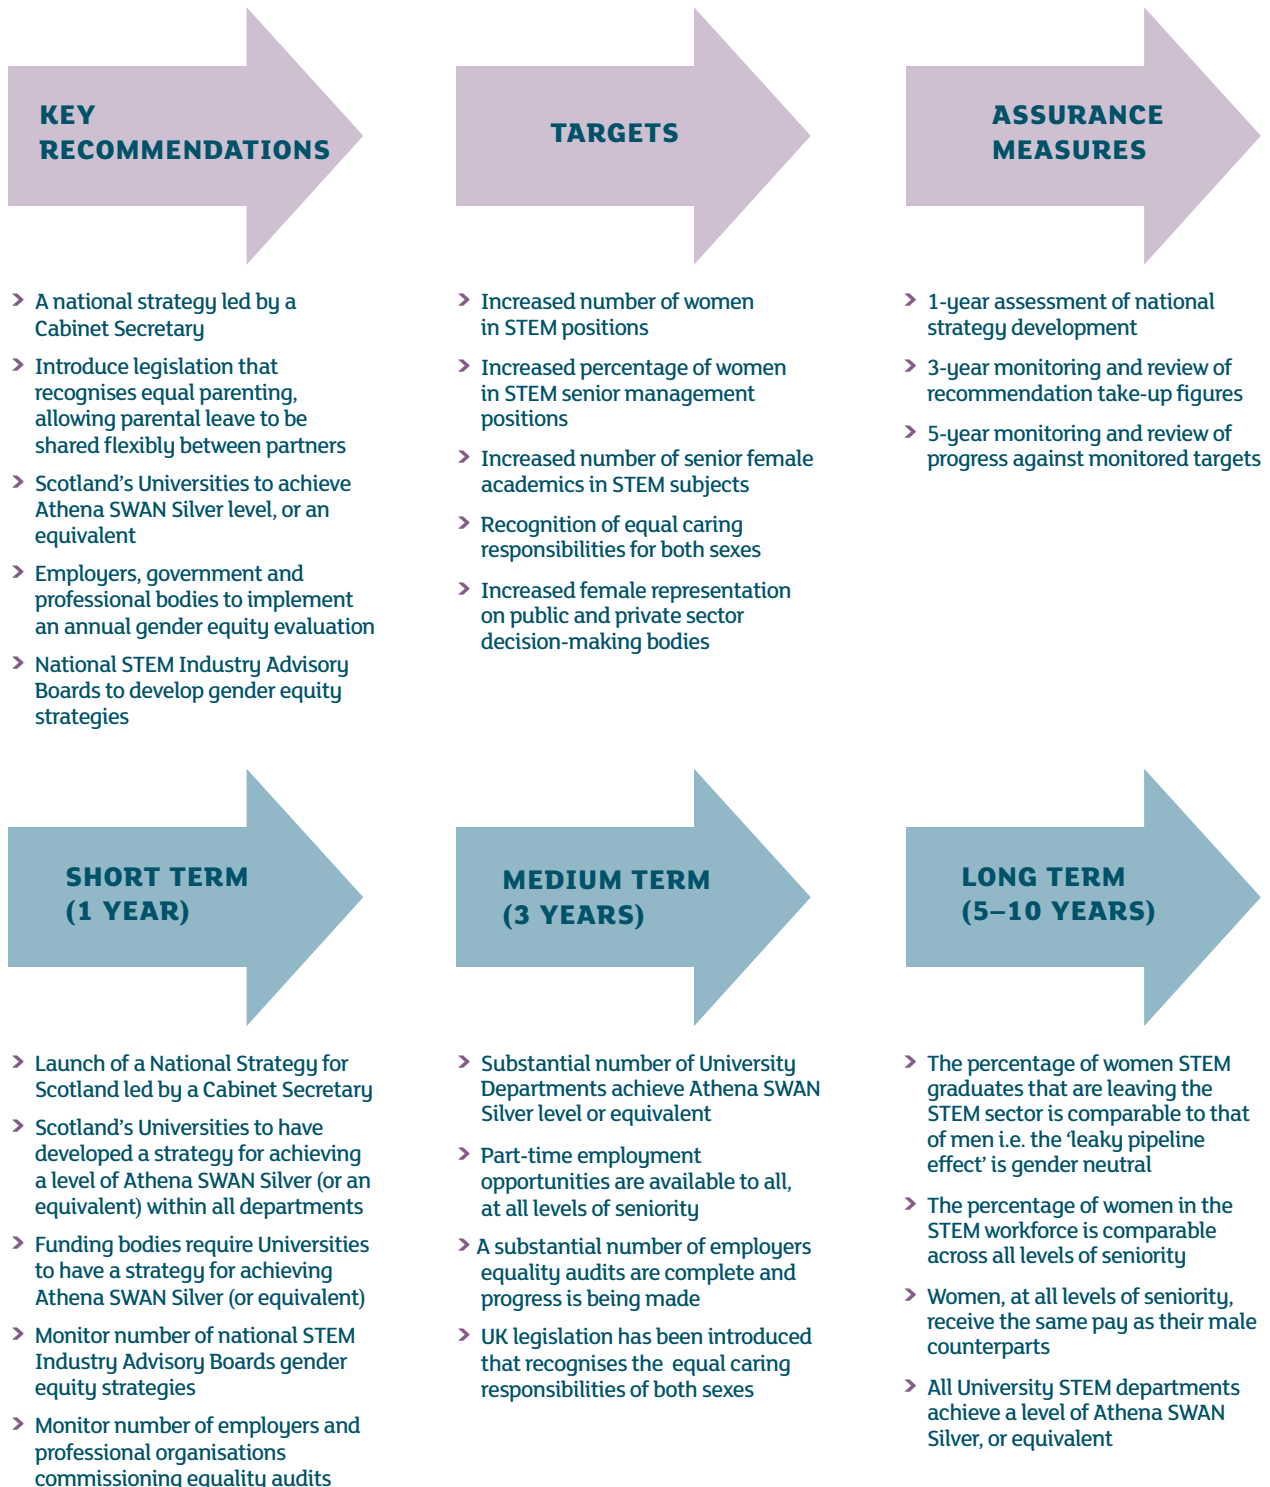 KEY
RECOMMENDATIONS
> A national strategy led by a
Cabinet Secretary
> Introduce legislation that
recognises equal parenting,
allowing parental leave to be
shared flexibly between partners
> Scotland’s Universities to achieve
Athena SWAN Silver level, or an
equivalent
> Employers, government and
professional bodies to implement
an annual gender equity evaluation
> National STEM Industry Advisory
Boards to develop gender equity
strategies
TARGETS
> Increased number of women
in STEM positions
> Increased percentage of women
in STEM senior management
positions
> Increased number of senior female
academics in STEM subjects
> Recognition of equal caring
responsibilities for both sexes
> Increased female representation
on public and private sector
decision-making bodies
ASSURANCE
MEASURES
> 1-year assessment of national
strategy development
> 3-year monitoring and review of
recommendation take-up figures
> 5-year monitoring and review of
progress against monitored targets
SHORT TERM
(1 YEAR)
> Launch of a National Strategy for
Scotland led by a Cabinet Secretary
> Scotland’s Universities to have
developed a strategy for achieving
a level of Athena SWAN Silver (or an
equivalent) within all departments
> Funding bodies require Universities
to have a strategy for achieving
Athena SWAN Silver (or equivalent)
> Monitor number of national STEM
Industry Advisory Boards gender
equity strategies
> Monitor number of employers and
professional organisations
commissioning equality audits
MEDIUM TERM
(3 YEARS)
> Substantial number of University
Departments achieve Athena SWAN
Silver level or equivalent
> Part-time employment
opportunities are available to all,
at all levels of seniority
> A substantial number of employers
equality audits are complete and
progress is being made
> UK legislation has been introduced
that recognises the equal caring
responsibilities of both sexes
LONG TERM
(5–10 YEARS)
> The percentage of women STEM
graduates that are leaving the
STEM sector is comparable to that
of men i.e. the ‘leaky pipeline
effect’ is gender neutral
> The percentage of women in the
STEM workforce is comparable
across all levels of seniority
> Women, at all levels of seniority,
receive the same pay as their male
counterparts
> All University STEM departments
achieve a level of Athena SWAN
Silver, or equivalent